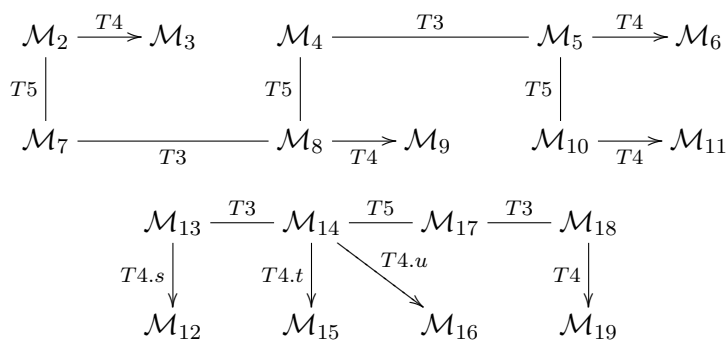 ℳ₂ T4 ℳ₃ ℳ₄ T3 ℳ₅ T4 ℳ₆
T5 T5 T5
ℳ₇ T3 ℳ₈ T4 ℳ₉ ℳ₁₀ T4 ℳ₁₁
ℳ₁₃ T3 ℳ₁₄ T5 ℳ₁₇ T3 ℳ₁₈
T4.s T4.t T4.u T4
ℳ₁₂ ℳ₁₅ ℳ₁₆ ℳ₁₉